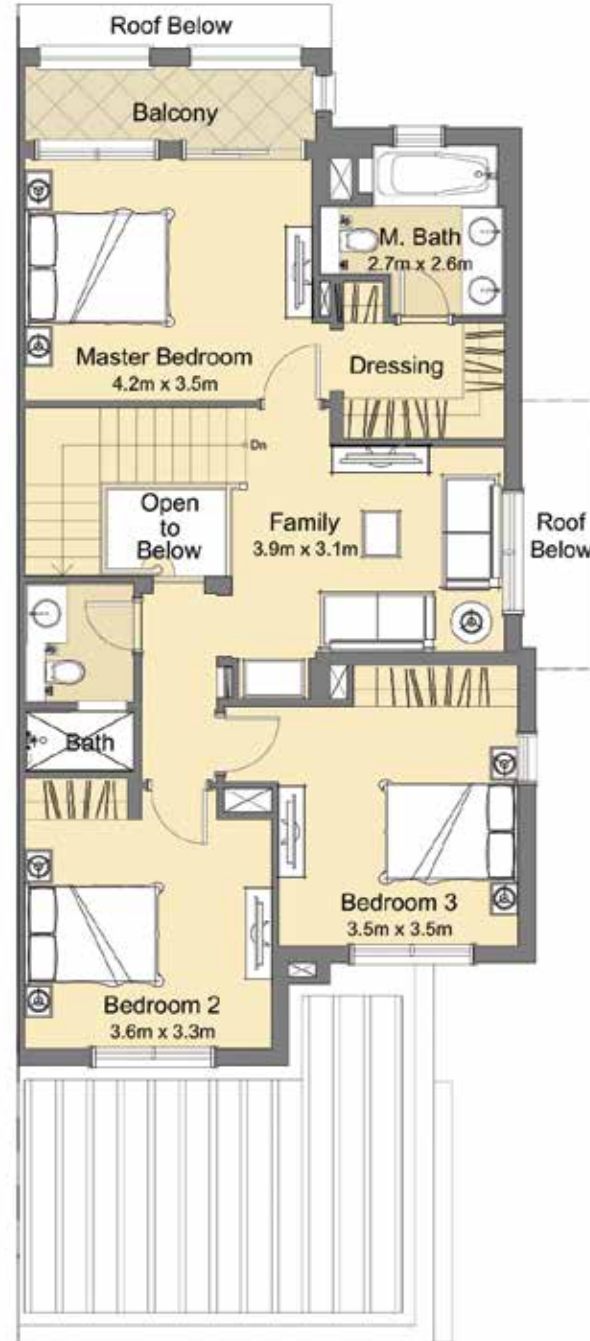 Roof Below
Balcony
M. Bath
2.7m x 2.6m
Master Bedroom
4.2m x 3.5m
Dressing
Dn
Open
to
Below
Family
3.9m x 3.1m
Roof
Below
Bath
Bedroom 3
3.5m x 3.5m
Bedroom 2
3.6m x 3.3m